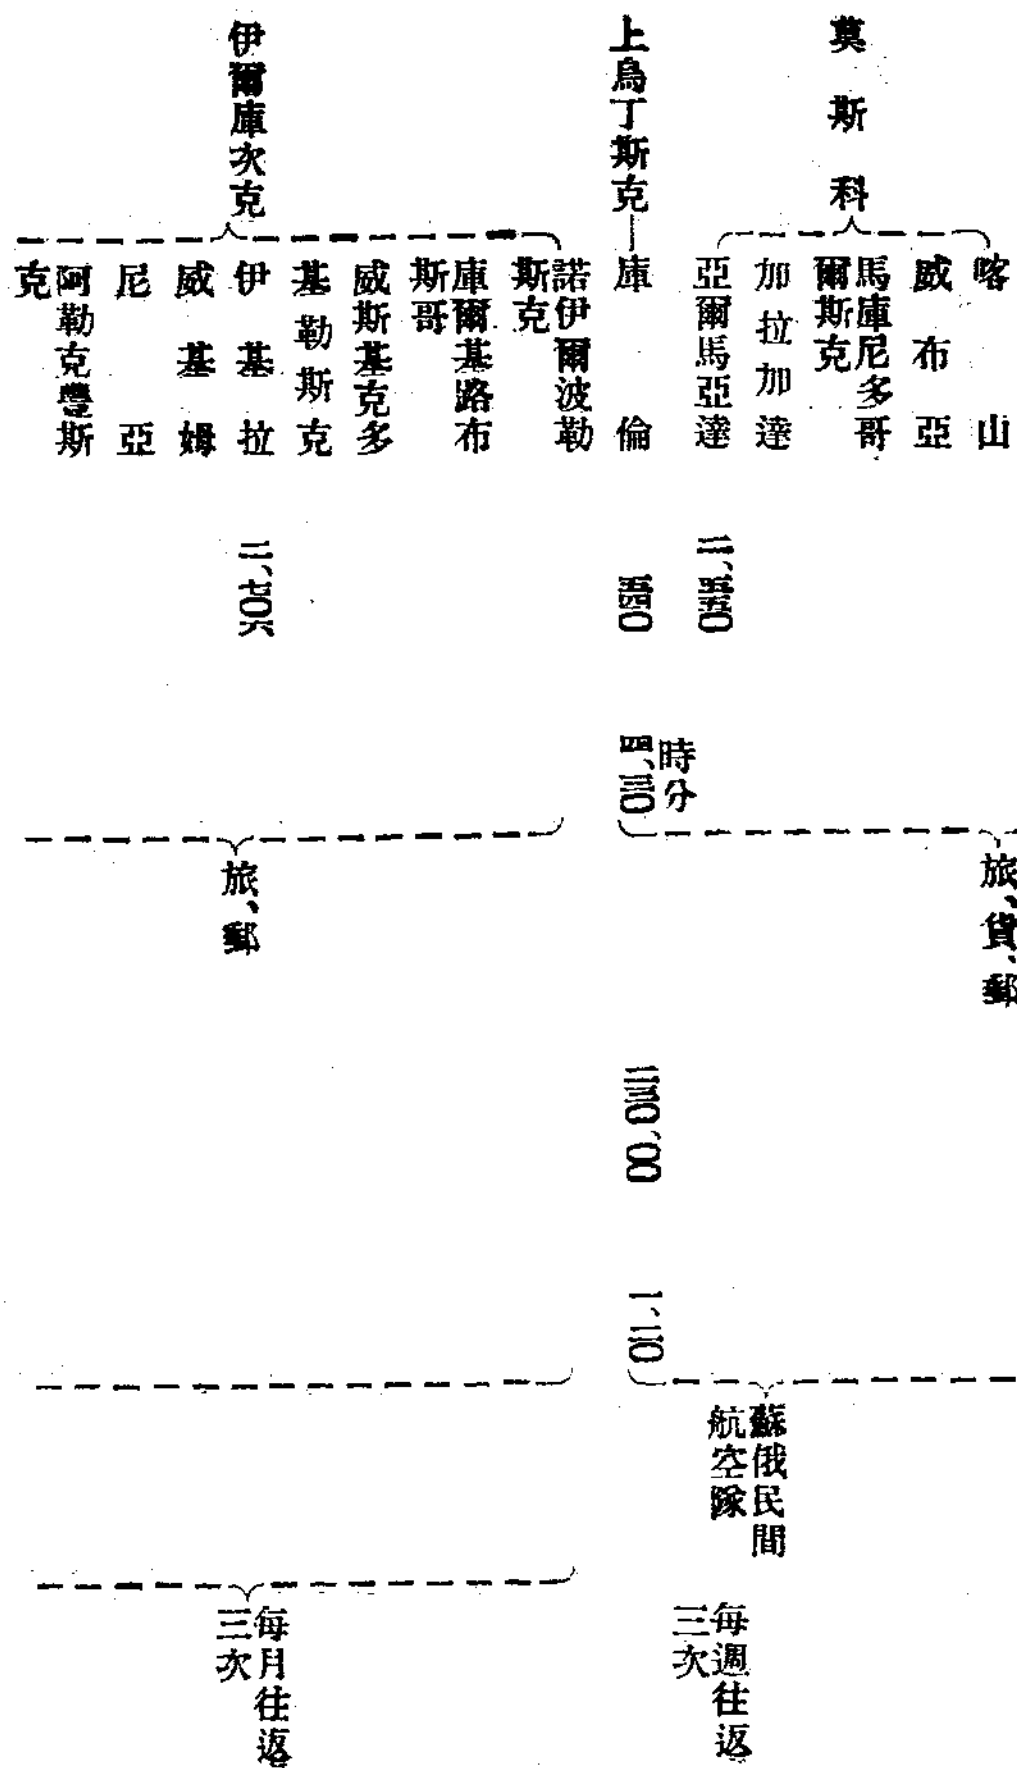 莫斯科
喀山
威布亞
馬庫尼多哥
爾斯克
加拉加達
亞爾馬亞達
二、五五〇
旅、貨、郵
蘇俄民間
航空隊
每週往返
三次
上烏丁斯克
庫倫
五四〇
時分
四、三〇
三三〇、〇〇
一、二〇
伊爾庫次克
諾伊爾波勒
斯克
庫爾基路布
斯哥
威斯基克多
基勒斯克
伊基拉
威基姆
尼亞
阿勒克豐斯
克
二、七〇六
旅、郵
每月往返
三次